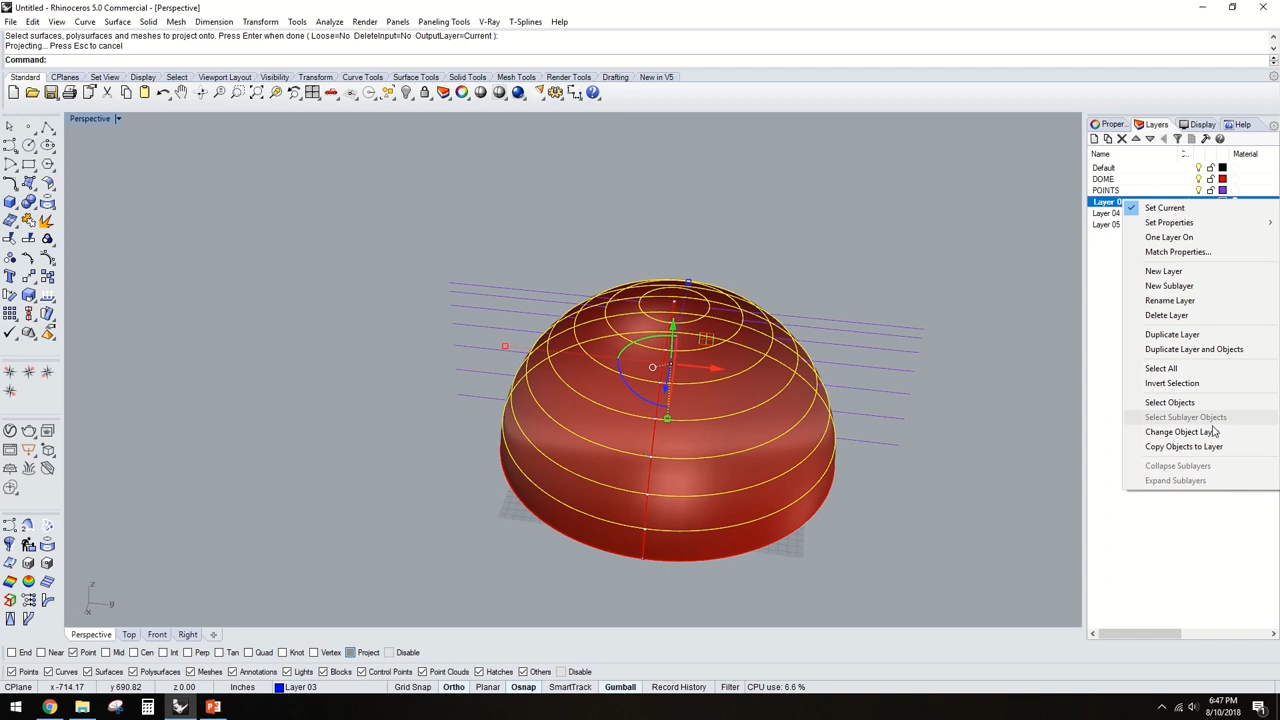 Untitled - Rhinoceros 5.0 Commercial - [Perspective]
File Edit View Curve Surface Solid Mesh Dimension Transform Tools Analyze Render Panels Paneling Tools V-Ray T-Splines Help
Select surfaces, polysurfaces and meshes to project onto. Press Enter when done ( Loose=No DeleteInput=No OutputLayer=Current ):
Projecting... Press Esc to cancel
Command:
Standard CPlanes Set View Display Select Viewport Layout Visibility Transform Curve Tools Surface Tools Solid Tools Mesh Tools Render Tools Drafting New in V5
Perspective
Proper... Layers Display Help
Name C... Material
Default
DOME
POINTS
Layer 0
Layer 04
Layer 05
Set Current
Set Properties
One Layer On
Match Properties...
New Layer
New Sublayer
Rename Layer
Delete Layer
Duplicate Layer
Duplicate Layer and Objects
Select All
Invert Selection
Select Objects
Select Sublayer Objects
Change Object Lay
Copy Objects to Layer
Collapse Sublayers
Expand Sublayers
z
y
x
Perspective Top Front Right
End Near Point Mid Cen Int Perp Tan Quad Knot Vertex Project Disable
Points Curves Surfaces Polysurfaces Meshes Annotations Lights Blocks Control Points Point Clouds Hatches Others Disable
CPlane x -714.17 y 690.82 z 0.00 Inches Layer 03 Grid Snap Ortho Planar Osnap SmartTrack Gumball Record History Filter CPU use: 6.6 %
6:47 PM
8/10/2018